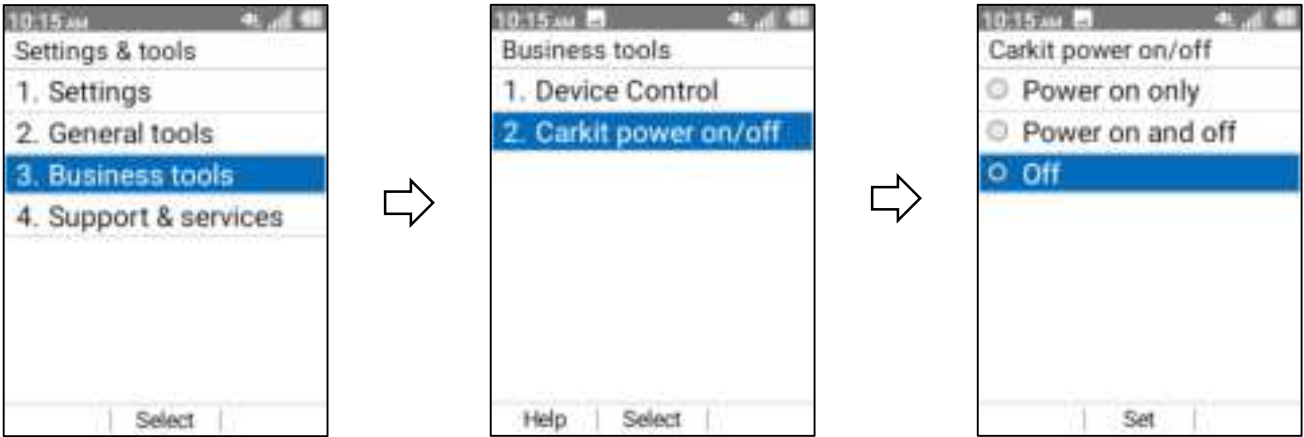 10:15 AM
Settings & tools
1. Settings
2. General tools
3. Business tools
4. Support & services
Select
10:15 AM
Business tools
1. Device Control
2. Carkit power on/off
Help Select
10:15 AM
Carkit power on/off
Power on only
Power on and off
Off
Set